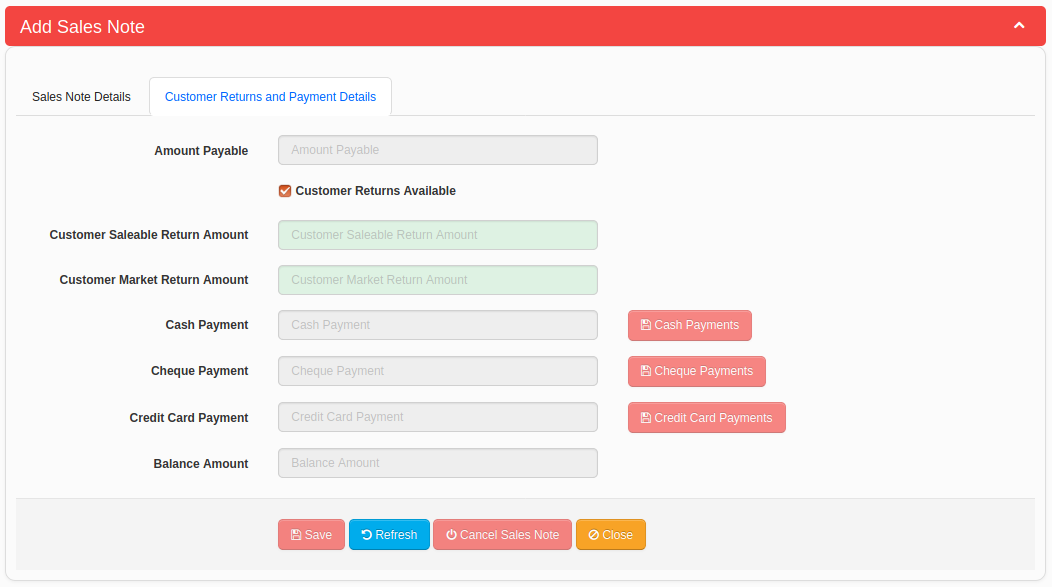 Add Sales Note
Sales Note Details
Customer Returns and Payment Details
Amount Payable
Amount Payable
Customer Returns Available
Customer Saleable Return Amount
Customer Saleable Return Amount
Customer Market Return Amount
Customer Market Return Amount
Cash Payment
Cash Payment
Cash Payments
Cheque Payment
Cheque Payment
Cheque Payments
Credit Card Payment
Credit Card Payment
Credit Card Payments
Balance Amount
Balance Amount
Save
Refresh
Cancel Sales Note
Close